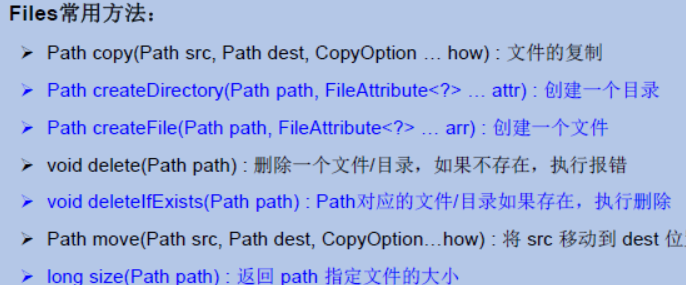 Files常用方法：
➢ Path copy(Path src, Path dest, CopyOption … how) : 文件的复制
➢ Path createDirectory(Path path, FileAttribute<?> … attr) : 创建一个目录
➢ Path createFile(Path path, FileAttribute<?> … arr) : 创建一个文件
➢ void delete(Path path) : 删除一个文件/目录，如果不存在，执行报错
➢ void deleteIfExists(Path path) : Path对应的文件/目录如果存在，执行删除
➢ Path move(Path src, Path dest, CopyOption…how) : 将 src 移动到 dest 位
➢ long size(Path path) : 返回 path 指定文件的大小